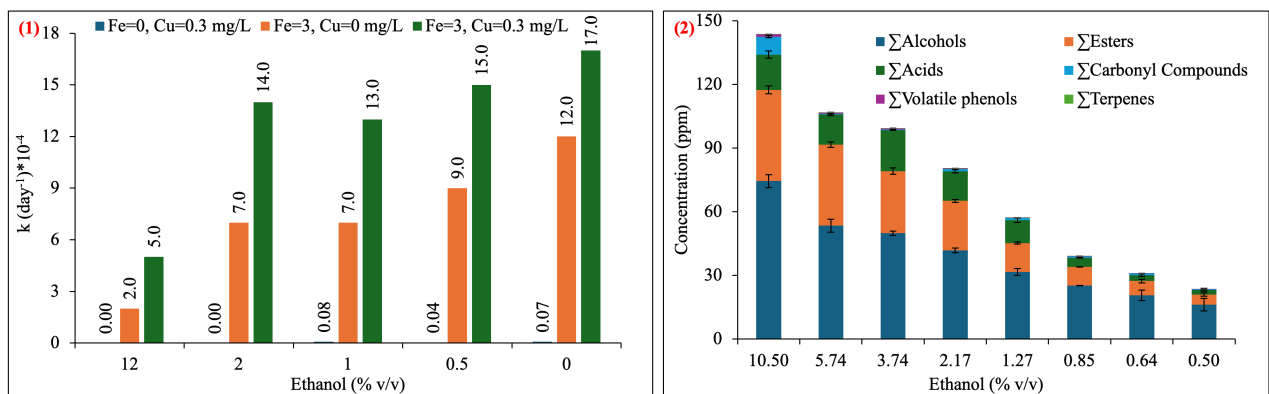 (1)
Fe=0, Cu=0.3 mg/L Fe=3, Cu=0 mg/L Fe=3, Cu=0.3 mg/L
k (day-1)*10-4
18
15
12
9
6
3
0
0.00 2.0 5.0
0.00 7.0 14.0
0.08 7.0 13.0
0.04 9.0 15.0
0.07 12.0 17.0
12 2 1 0.5 0
Ethanol (% v/v)
(2)
∑Alcohols ∑Esters
∑Acids ∑Carbonyl Compounds
∑Volatile phenols ∑Terpenes
Concentration (ppm)
150
120
90
60
30
0
10.50 5.74 3.74 2.17 1.27 0.85 0.64 0.50
Ethanol (% v/v)